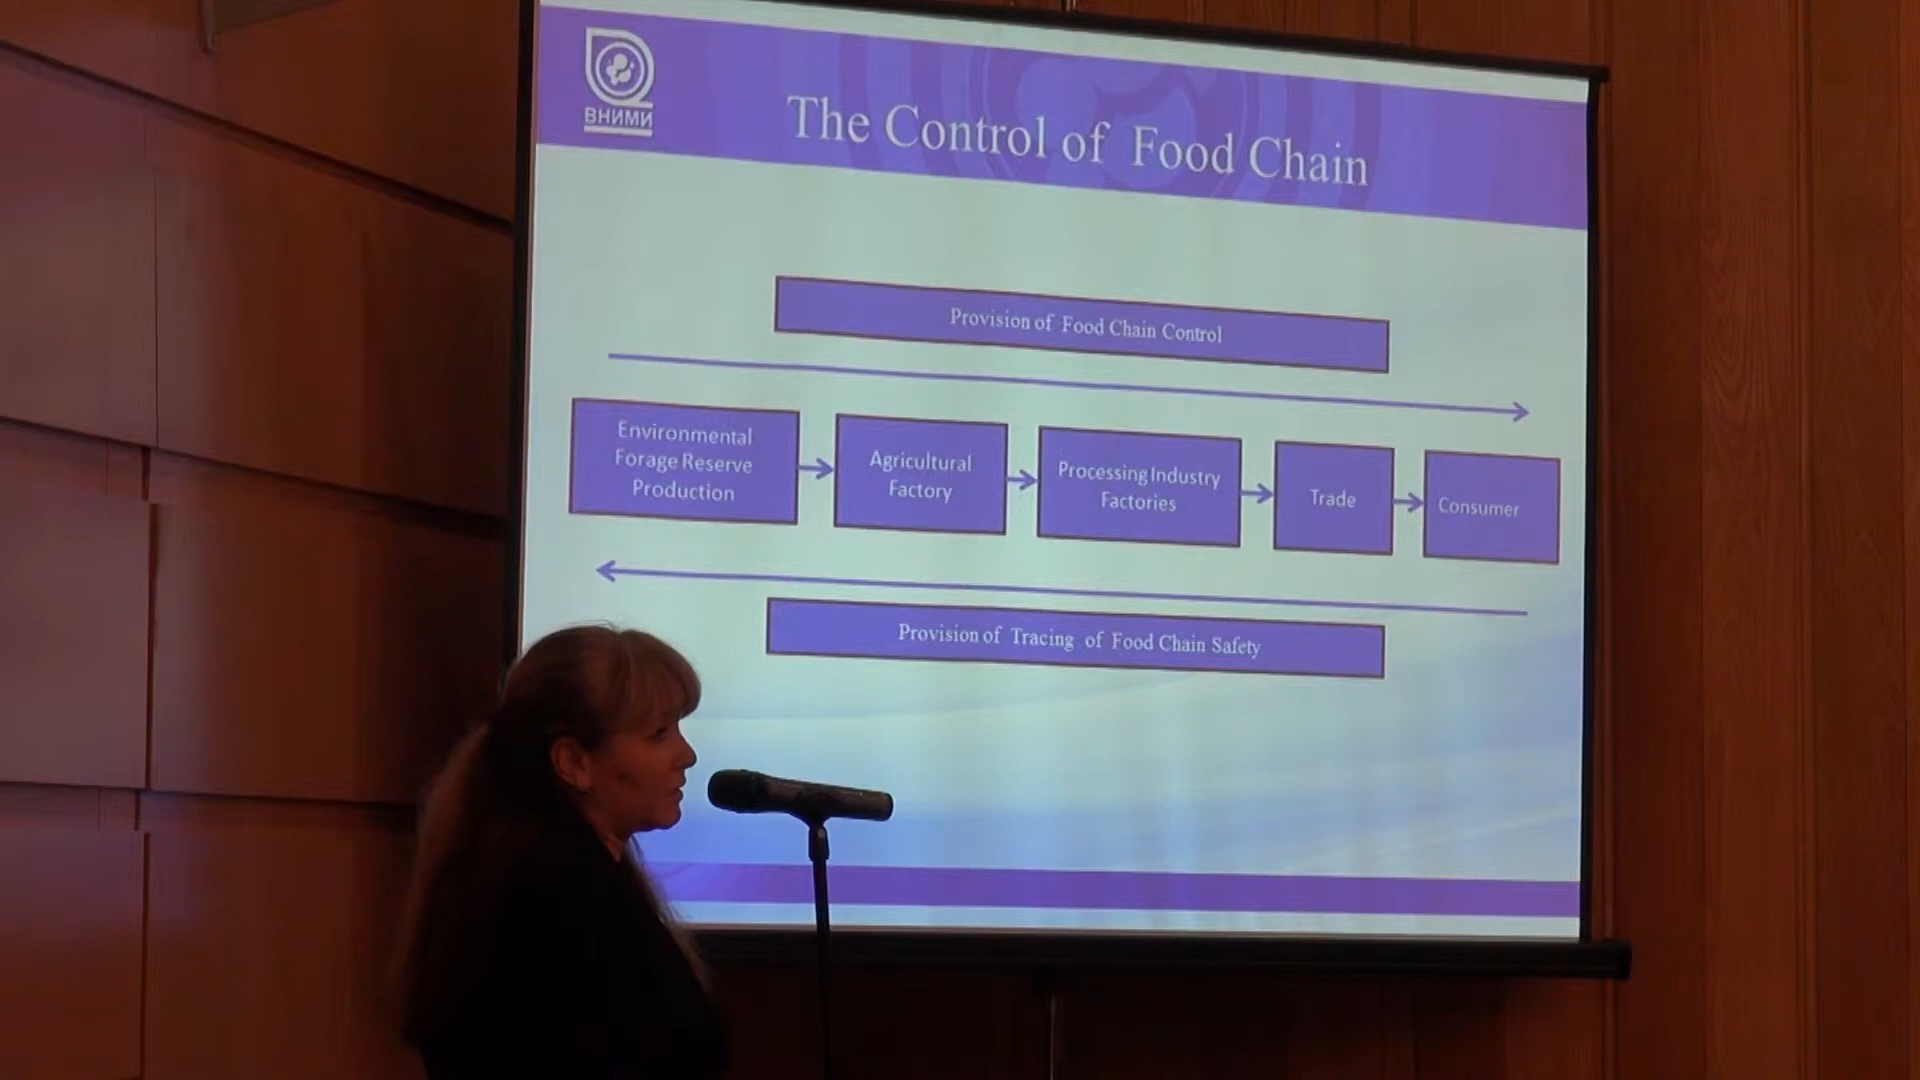 ВНИМИ
The Control of Food Chain
Provision of Food Chain Control
Environmental
Forage Reserve
Production
Agricultural
Factory
Processing Industry
Factories
Trade
Consumer
Provision of Tracing of Food Chain Safety